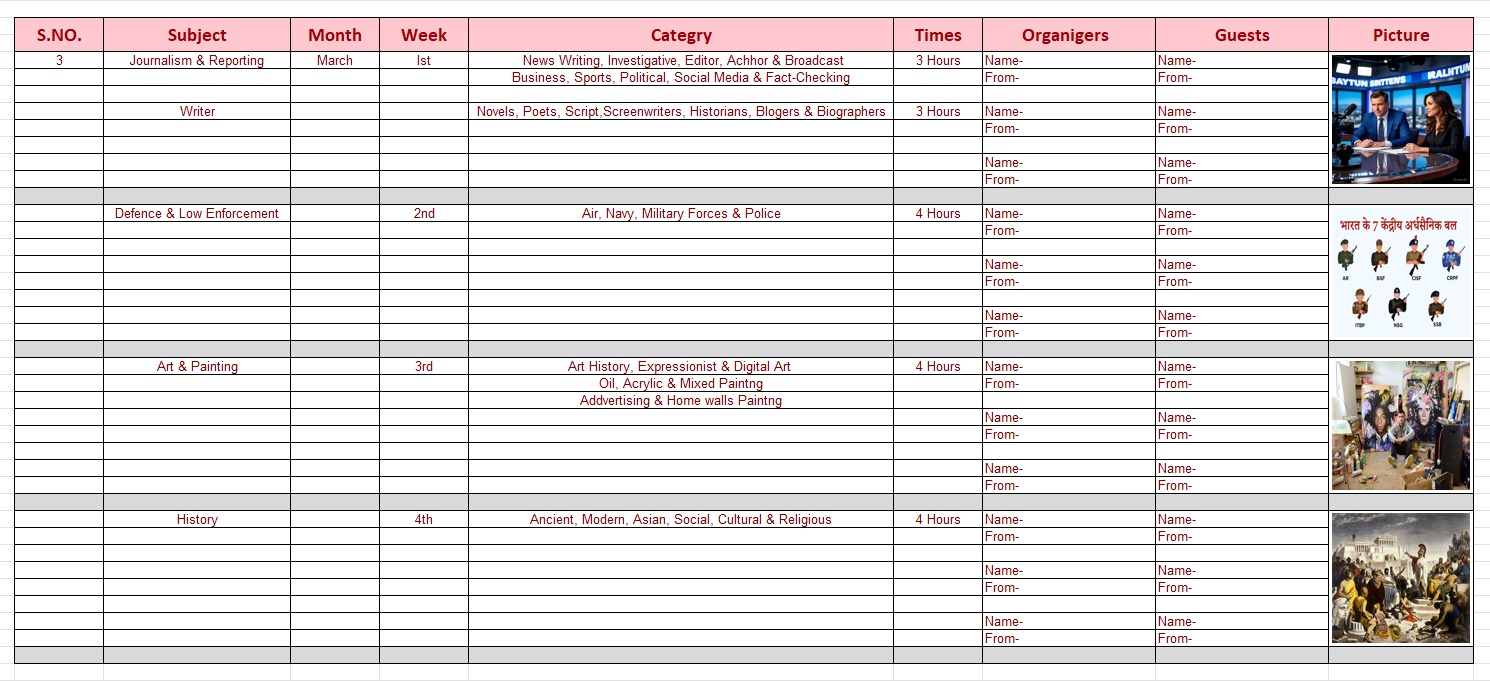 S.NO. Subject Month Week Categry Times Organigers Guests Picture
3 Journalism & Reporting March Ist News Writing, Investigative, Editor, Achhor & Broadcast 3 Hours Name- Name-
Business, Sports, Political, Social Media & Fact-Checking From- From-
Writer Novels, Poets, Script,Screenwriters, Historians, Blogers & Biographers 3 Hours Name- Name-
From- From-
Name- Name-
From- From-
BAYTUN SBITTENS
Defence & Low Enforcement 2nd Air, Navy, Military Forces & Police 4 Hours Name- Name-
From- From-
Name- Name-
From- From-
Name- Name-
From- From-
भारत के 7 केंद्रीय अर्धसैनिक बल
AR BSF CISF CRPF
ITBP NSG SSB
Art & Painting 3rd Art History, Expressionist & Digital Art 4 Hours Name- Name-
Oil, Acrylic & Mixed Paintng From- From-
Addvertising & Home walls Paintng
Name- Name-
From- From-
Name- Name-
From- From-
History 4th Ancient, Modern, Asian, Social, Cultural & Religious 4 Hours Name- Name-
From- From-
Name- Name-
From- From-
Name- Name-
From- From-